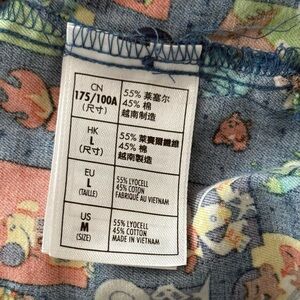 CN
175/100A
(尺寸)
55% 莱赛尔
45% 棉
越南制造
HK
L
(尺寸)
55% 萊賽爾纖維
45% 棉
越南製造
EU
L
(TAILLE)
55% LYOCELL
45% COTON
FABRIQUÉ AU VIETNAM
US
M
(SIZE)
55% LYOCELL
45% COTTON
MADE IN VIETNAM